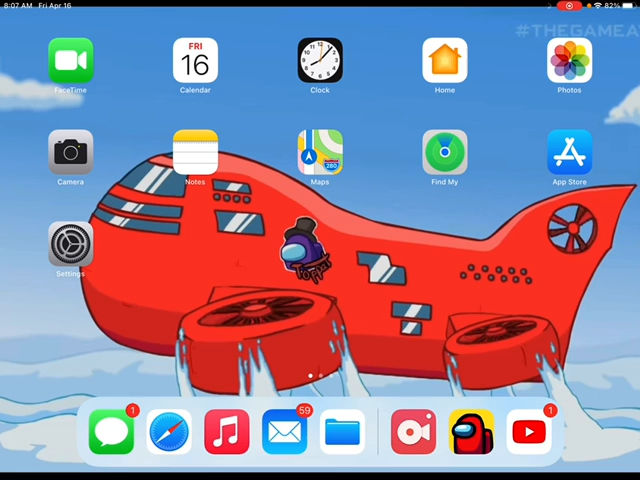 8:07 AM Fri Apr 16
82%
#THEGAMEA
FRI
16
FaceTime
Calendar
Clock
Home
Photos
280
Camera
Notes
Maps
Find My
App Store
TOPPAT
Settings
1
59
1